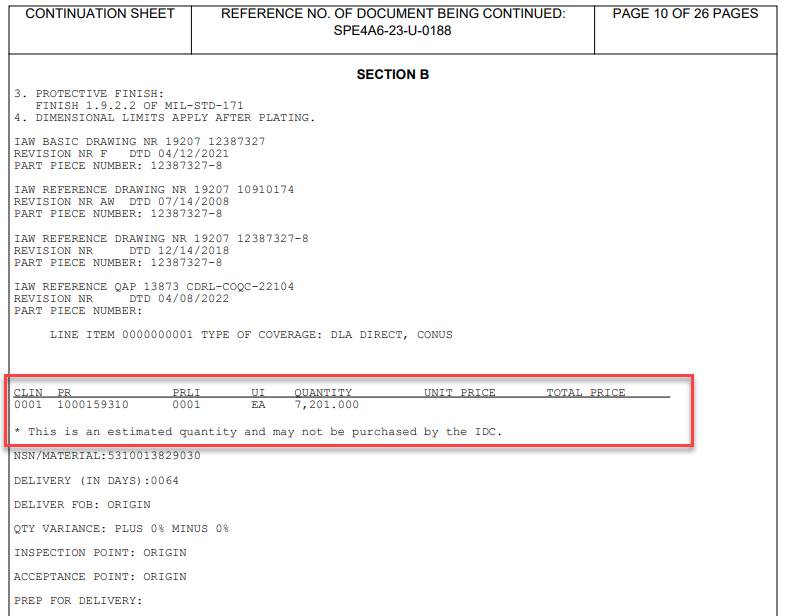 CONTINUATION SHEET
REFERENCE NO. OF DOCUMENT BEING CONTINUED:
SPE4A6-23-U-0188
PAGE 10 OF 26 PAGES
SECTION B
3. PROTECTIVE FINISH:
FINISH 1.9.2.2 OF MIL-STD-171
4. DIMENSIONAL LIMITS APPLY AFTER PLATING.
IAW BASIC DRAWING NR 19207 12387327
REVISION NR F DTD 04/12/2021
PART PIECE NUMBER: 12387327-8
IAW REFERENCE DRAWING NR 19207 10910174
REVISION NR AW DTD 07/14/2008
PART PIECE NUMBER: 12387327-8
IAW REFERENCE DRAWING NR 19207 12387327-8
REVISION NR DTD 12/14/2018
PART PIECE NUMBER: 12387327-8
IAW REFERENCE QAP 13873 CDRL-COQC-22104
REVISION NR DTD 04/08/2022
PART PIECE NUMBER:
LINE ITEM 0000000001 TYPE OF COVERAGE: DLA DIRECT, CONUS
CLIN PR PRLI UI QUANTITY UNIT PRICE TOTAL PRICE
0001 1000159310 0001 EA 7,201.000
* This is an estimated quantity and may not be purchased by the IDC.
NSN/MATERIAL:5310013829030
DELIVERY (IN DAYS):0064
DELIVER FOB: ORIGIN
QTY VARIANCE: PLUS 0% MINUS 0%
INSPECTION POINT: ORIGIN
ACCEPTANCE POINT: ORIGIN
PREP FOR DELIVERY: